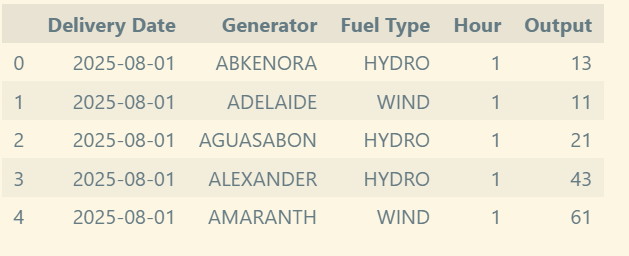 Delivery Date Generator Fuel Type Hour Output
0 2025-08-01 ABKENORA HYDRO 1 13
1 2025-08-01 ADELAIDE WIND 1 11
2 2025-08-01 AGUASABON HYDRO 1 21
3 2025-08-01 ALEXANDER HYDRO 1 43
4 2025-08-01 AMARANTH WIND 1 61